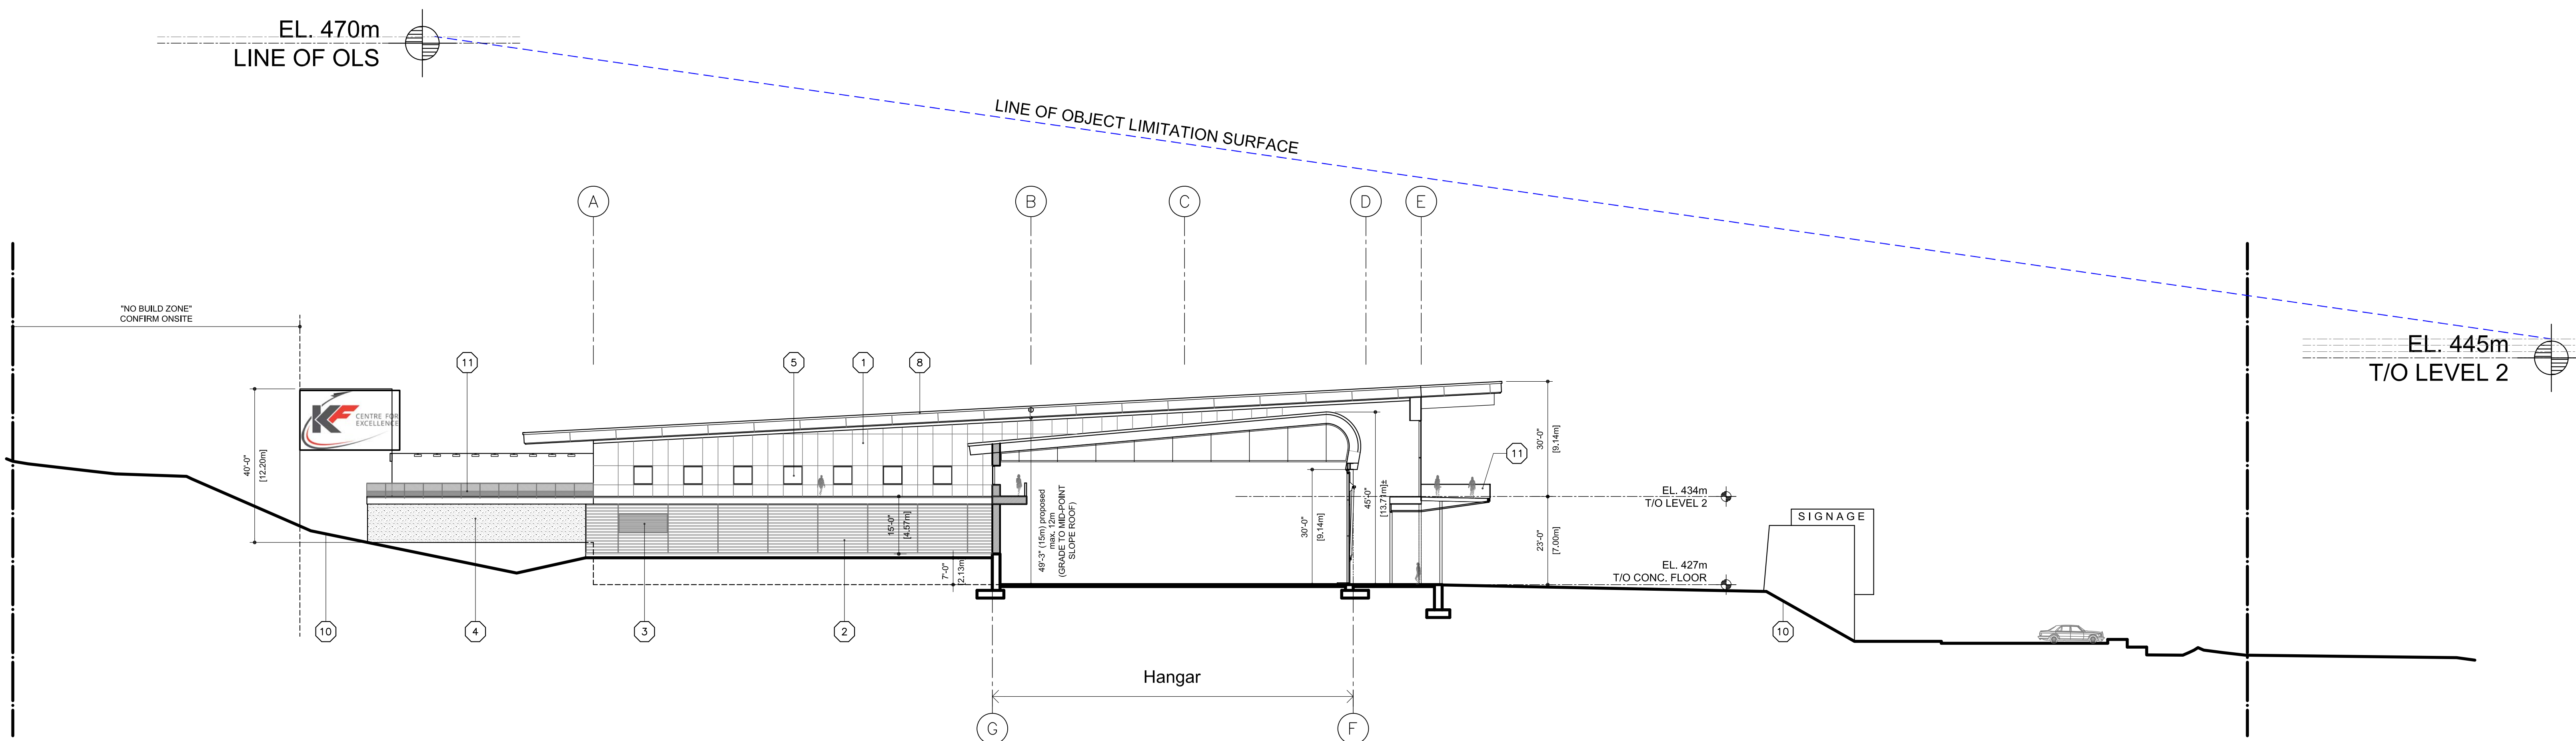 EL. 470m
LINE OF OLS
LINE OF OBJECT LIMITATION SURFACE
A
B
C
D
E
"NO BUILD ZONE"
CONFIRM ONSITE
EL. 445m
T/O LEVEL 2
11
5
1
8
KF
CENTRE FOR
EXCELLENCE
40'-0"
[12.20m]
15'-0"
[4.57m]
7'-0"
[2.13m]
49'-3" (15m) proposed
max. 12m
(GRADE TO MID-POINT
SLOPE ROOF)
30'-0"
[9.14m]
45'-0"
[13.71m]±
30'-0"
[9.14m]
23'-0"
[7.00m]
11
EL. 434m
T/O LEVEL 2
SIGNAGE
EL. 427m
T/O CONC. FLOOR
10
4
3
2
10
Hangar
G
F